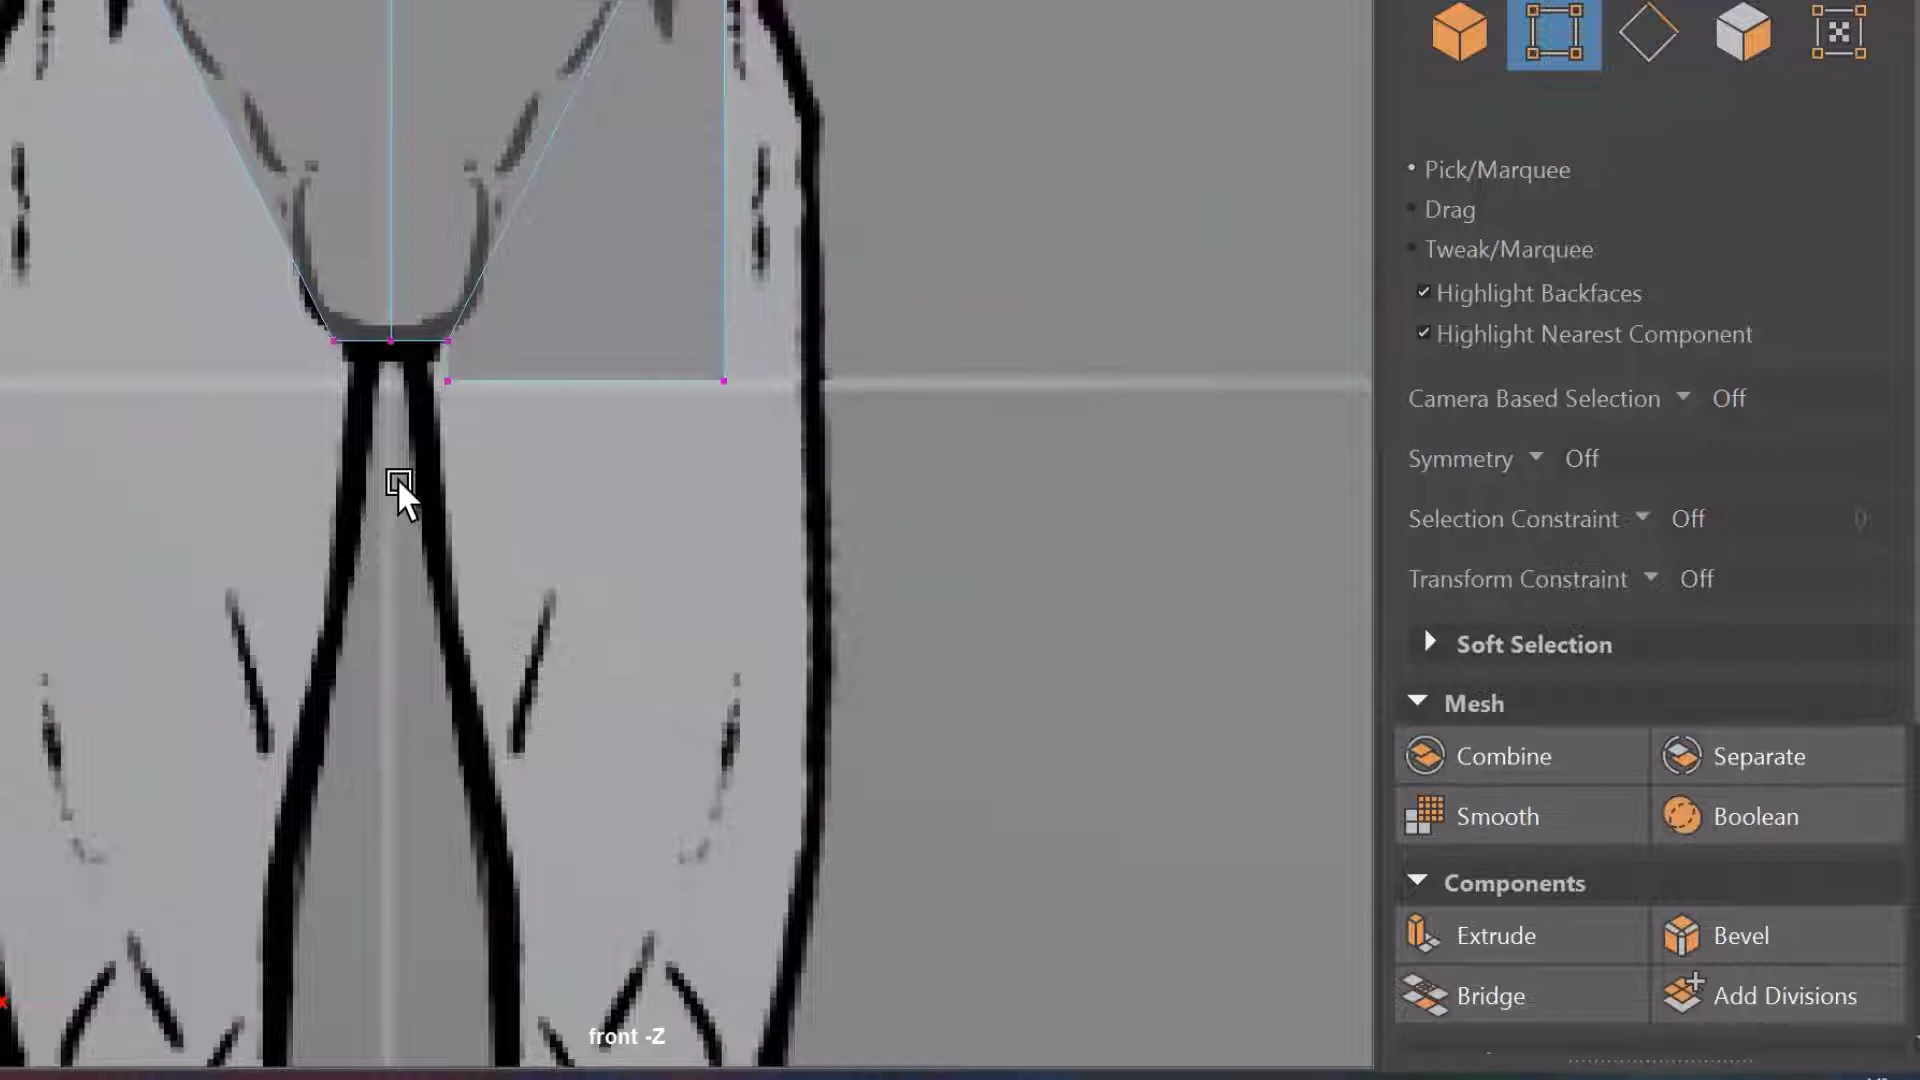 Pick/Marquee
Drag
Tweak/Marquee
Highlight Backfaces
Highlight Nearest Component
Camera Based Selection Off
Symmetry Off
Selection Constraint Off 0
Transform Constraint Off
Soft Selection
Mesh
Combine Separate
Smooth Boolean
Components
Extrude Bevel
Bridge Add Divisions
front -Z
x